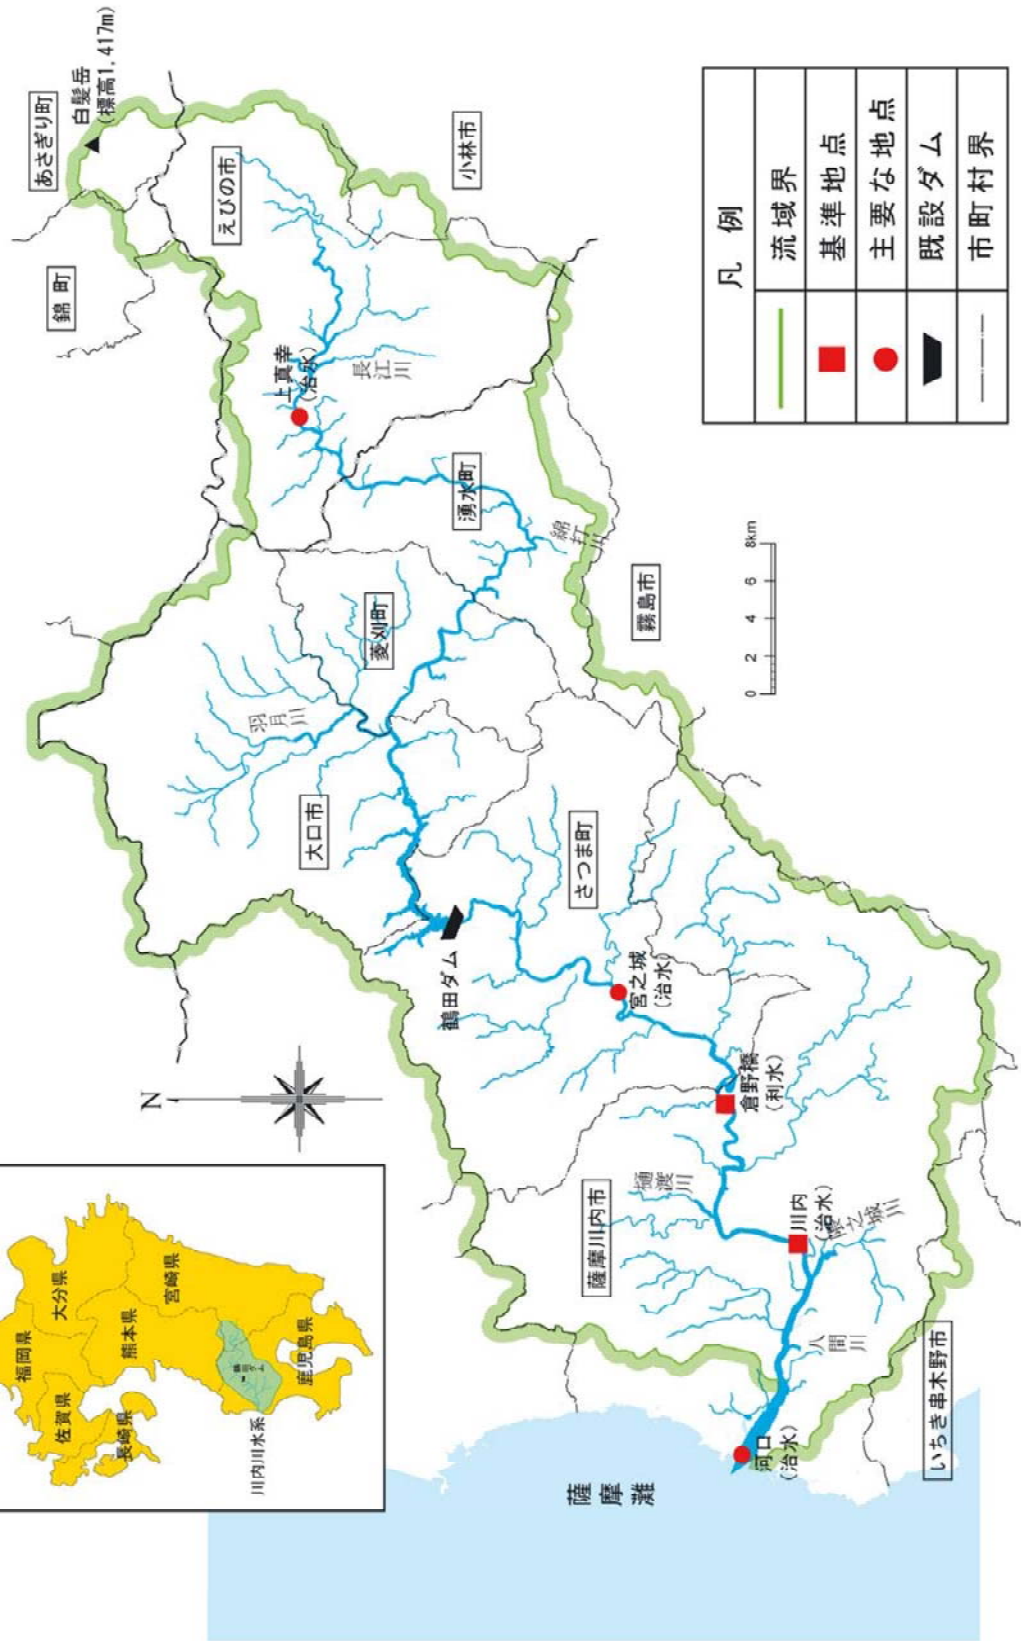 福岡県
大分県
佐賀県
長崎県
熊本県
宮崎県
鹿児島県
川内川水系
N
あさぎり町
白髪岳
(標高1,417m)
錦町
えびの市
小林市
上真幸
(治水)
長江
川
湧水町
綿打
川
菱刈町
霧島市
羽月
川
大口市
さつま町
鶴田ダム
宮之城
(治水)
倉野橋
(利水)
樋渡
川
薩摩川内市
川内
(治水)
隈之城川
八間
川
河口
(治水)
いちき串木野市
薩
摩
灘
0 2 4 6 8km
凡 例
流域界
基準地点
主要な地点
既設ダム
市町村界